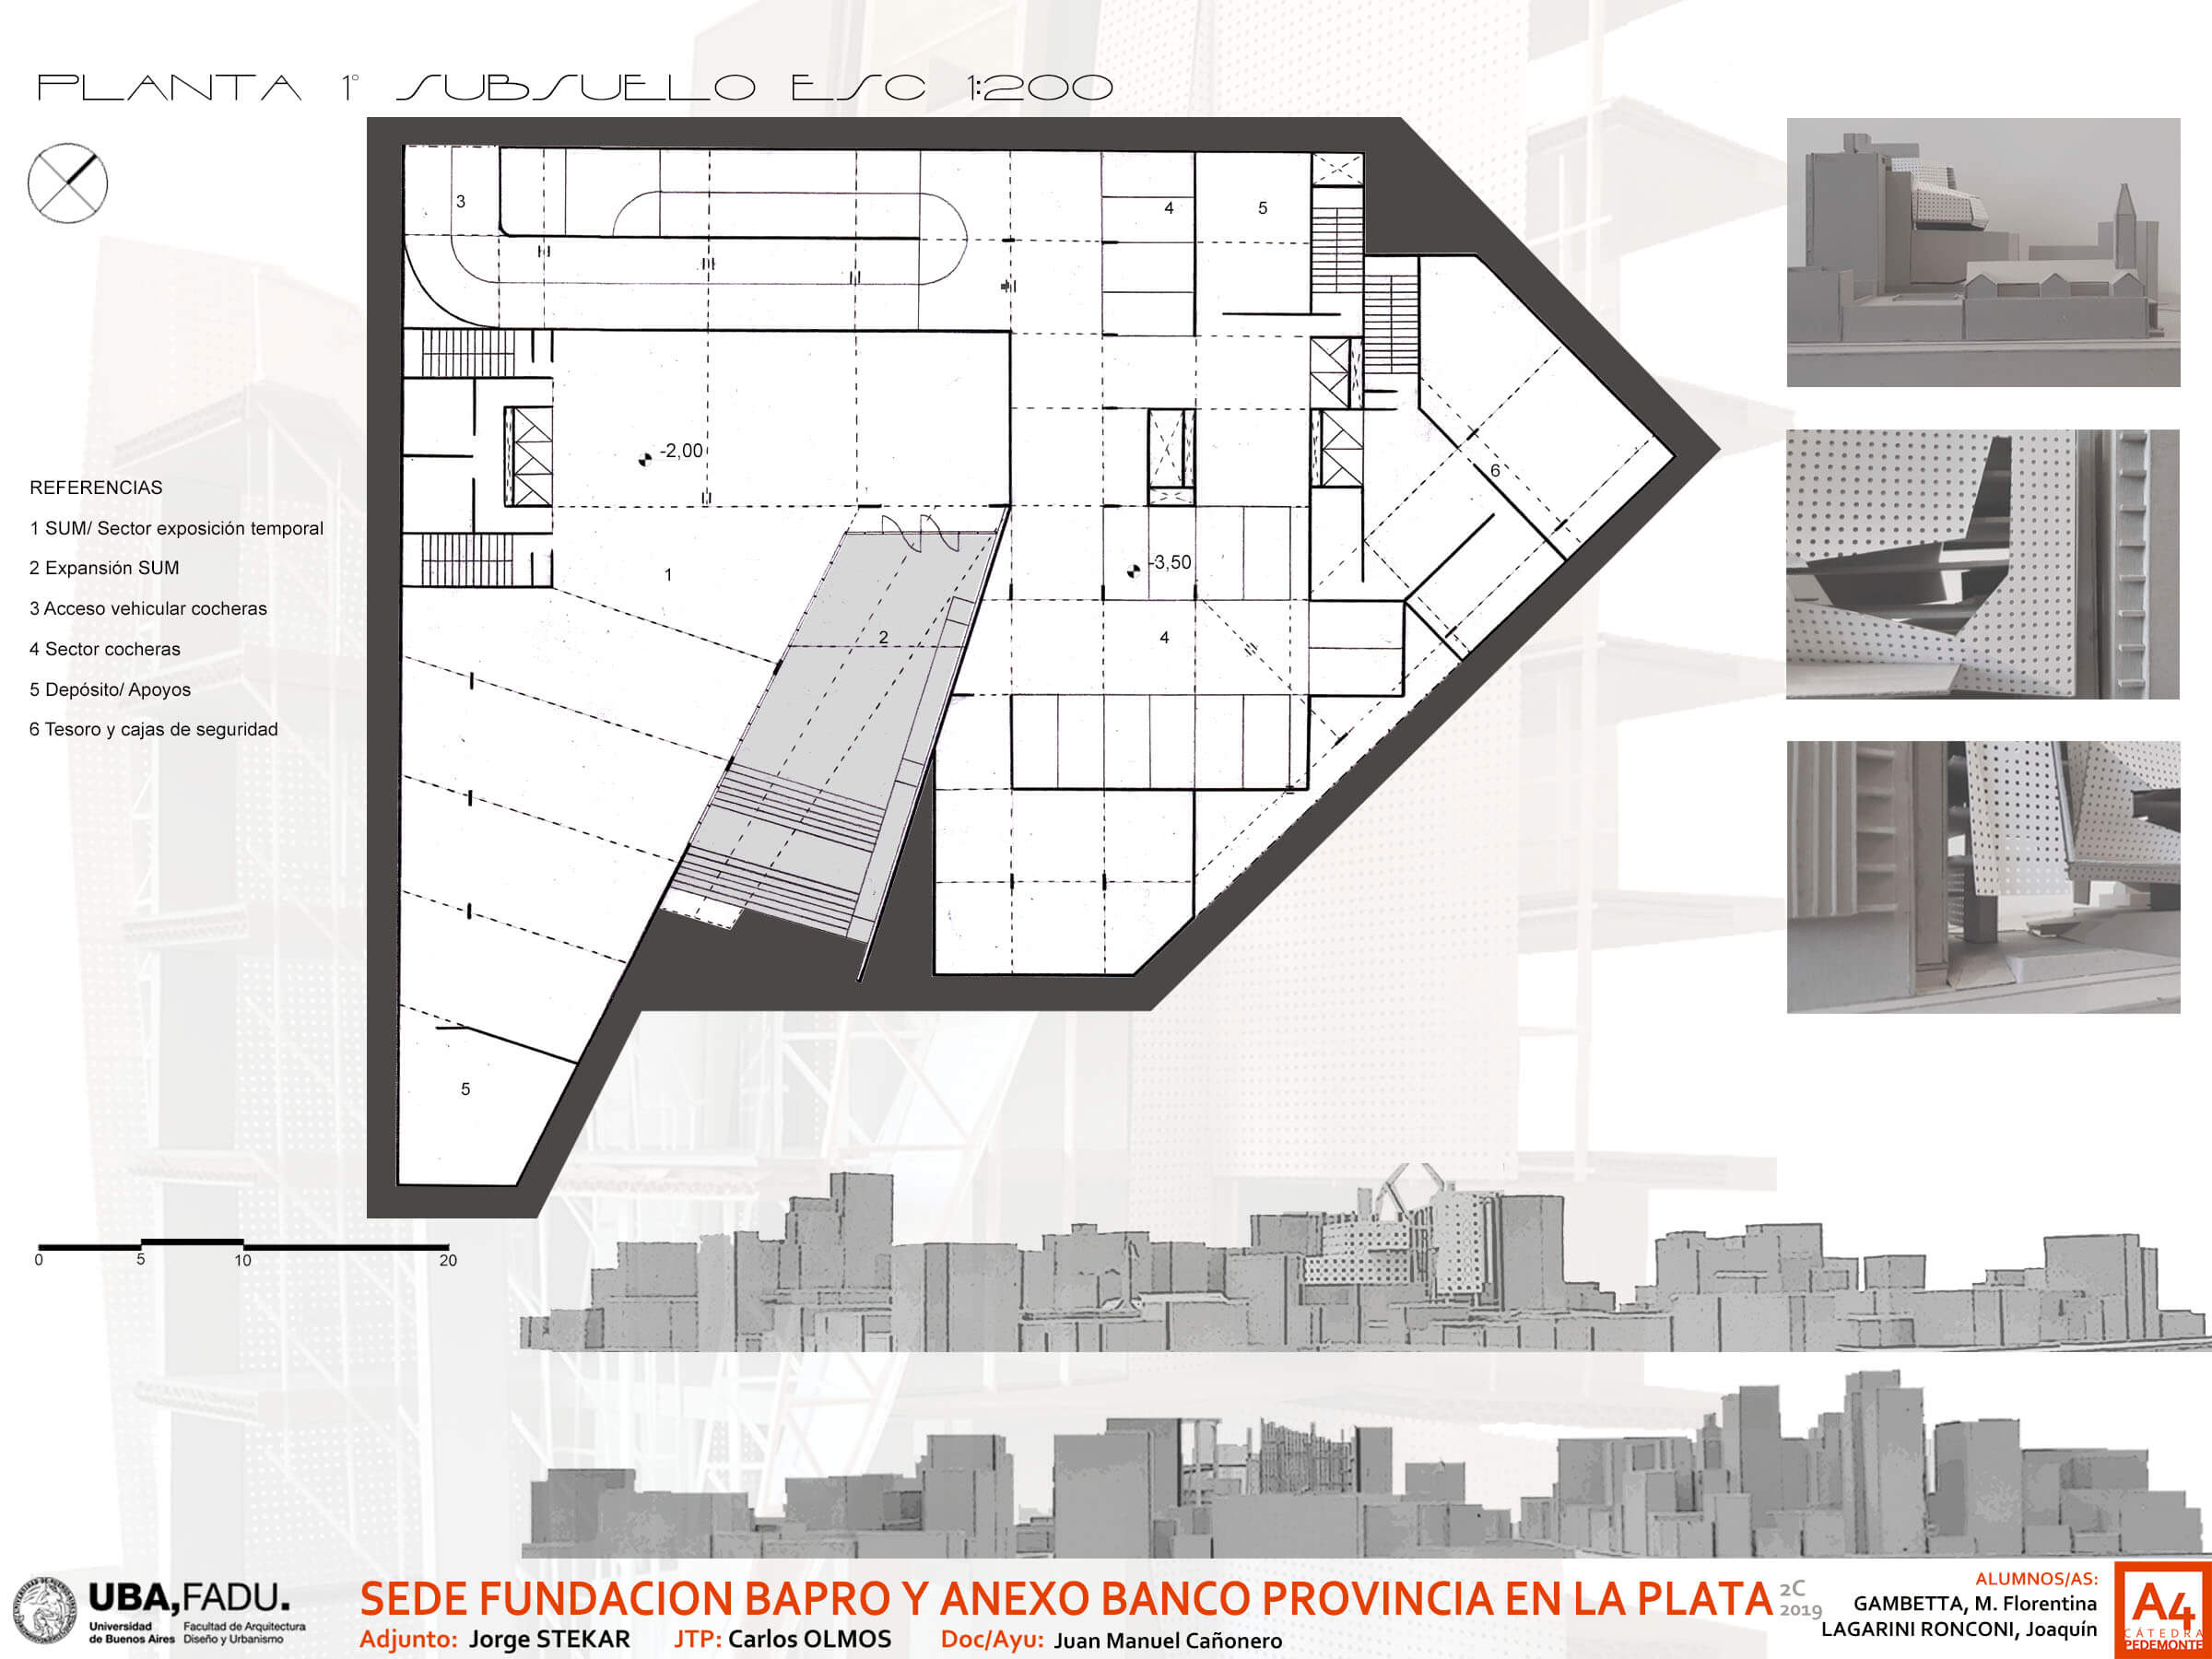 PLANTA 1° SUBSUELO ESC 1:200
3
4
5
-2,00
6
-3,50
1
2
4
5
REFERENCIAS
1 SUM/ Sector exposición temporal
2 Expansión SUM
3 Acceso vehicular cocheras
4 Sector cocheras
5 Depósito/ Apoyos
6 Tesoro y cajas de seguridad
0 5 10 20
UBA,FADU.
Universidad de Buenos Aires
Facultad de Arquitectura Diseño y Urbanismo
SEDE FUNDACION BAPRO Y ANEXO BANCO PROVINCIA EN LA PLATA 2C 2019
Adjunto: Jorge STEKAR JTP: Carlos OLMOS Doc/Ayu: Juan Manuel Cañonero
ALUMNOS/AS:
GAMBETTA, M. Florentina
LAGARINI RONCONI, Joaquín
A4
CÁTEDRA
PEDEMONTE